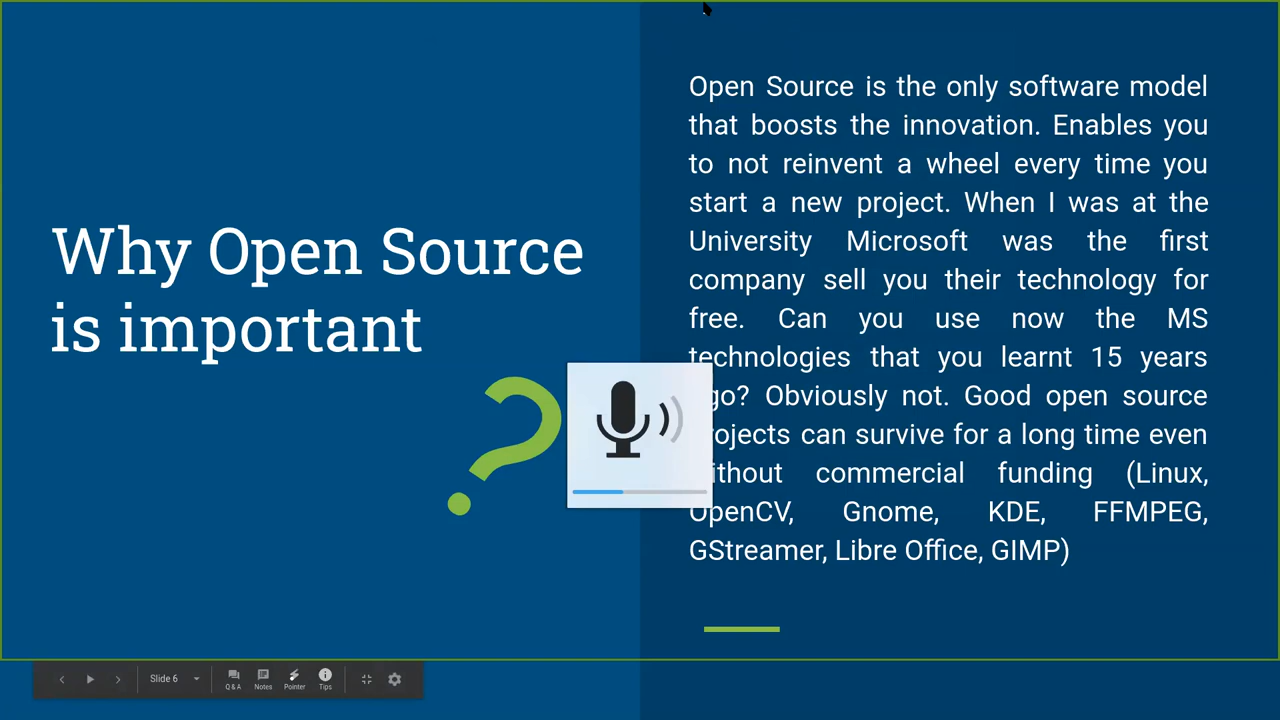 Why Open Source
is important
?
Open Source is the only software model
that boosts the innovation. Enables you
to not reinvent a wheel every time you
start a new project. When I was at the
University Microsoft was the first
company sell you their technology for
free. Can you use now the MS
technologies that you learnt 15 years
go? Obviously not. Good open source
rojects can survive for a long time even
ithout commercial funding (Linux,
OpenCV, Gnome, KDE, FFMPEG,
GStreamer, Libre Office, GIMP)
Slide 6
Q & A
Notes
Pointer
Tips